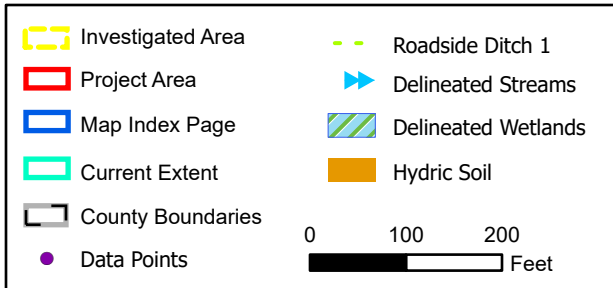 Investigated Area
Project Area
Map Index Page
Current Extent
County Boundaries
Data Points
Roadside Ditch 1
Delineated Streams
Delineated Wetlands
Hydric Soil
0 100 200
Feet